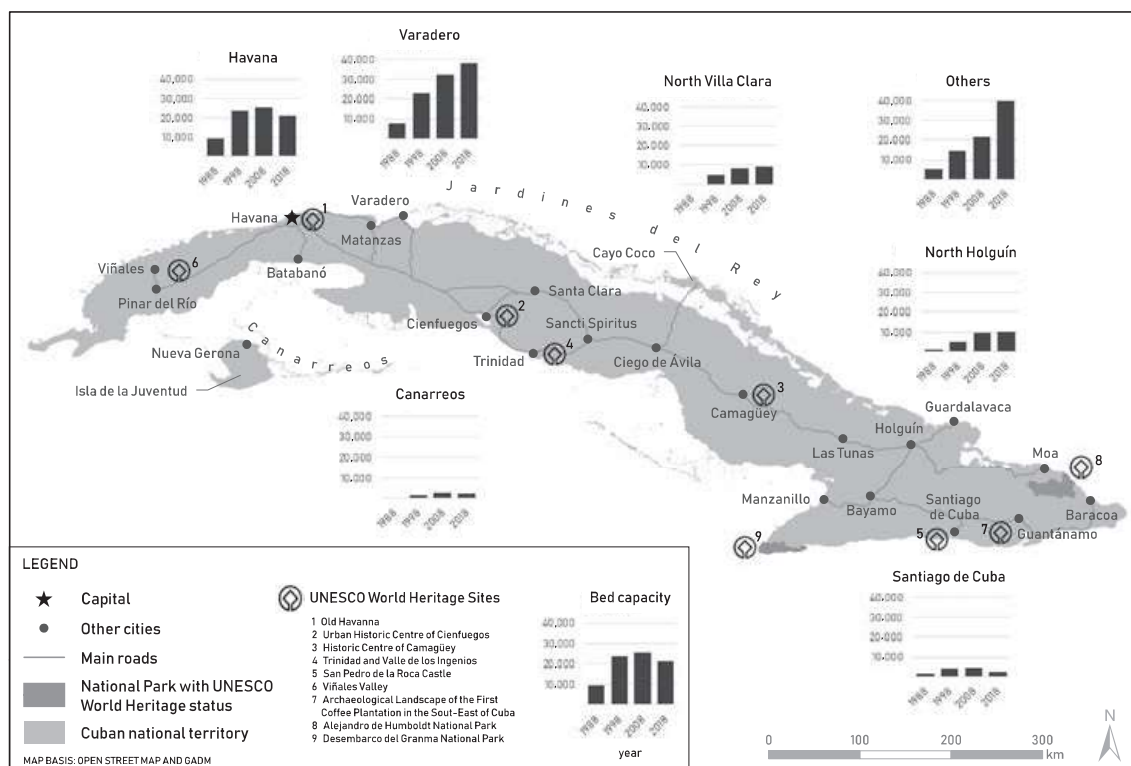 Varadero
40,000
30.000
20.000
10,000
1988
1998
2008
2018
Havana
40,000
30.000
20.000
10,000
1988
1998
2008
2018
North Villa Clara
40,000
30.000
20.000
10,000
1988
1998
2008
2018
Others
40,000
30.000
20.000
10,000
1988
1998
2008
2018
Jardines del Rey
Havana
1
Varadero
Matanzas
Cayo Coco
Viñales
6
Batabanó
Pinar del Río
Santa Clara
Cienfuegos
2
Sancti Spiritus
Trinidad
4
Ciego de Ávila
Nueva Gerona
Canarreos
Isla de la Juventud
North Holguín
40,000
30.000
20.000
10,000
1988
1998
2008
2018
Canarreos
40,000
30.000
20.000
10,000
1988
1998
2008
2018
3
Camagüey
Guardalavaca
Holguín
Las Tunas
Moa
8
Manzanillo
Bayamo
Santiago
de Cuba
Baracoa
9
5
7
Guantánamo
Santiago de Cuba
40,000
30.000
20.000
10,000
1988
1998
2008
2018
LEGEND
Capital
Other cities
Main roads
National Park with UNESCO
World Heritage status
Cuban national territory
MAP BASIS: OPEN STREET MAP AND GADM
UNESCO World Heritage Sites
1 Old Havanna
2 Urban Historic Centre of Cienfuegos
3 Historic Centre of Camagüey
4 Trinidad and Valle de los Ingenios
5 San Pedro de la Roca Castle
6 Viñales Valley
7 Archaeological Landscape of the First
Coffee Plantation in the Sout-East of Cuba
8 Alejandro de Humboldt National Park
9 Desembarco del Granma National Park
Bed capacity
40,000
30.000
20.000
10,000
1988
1998
2008
2018
year
N
0 100 200 300
km